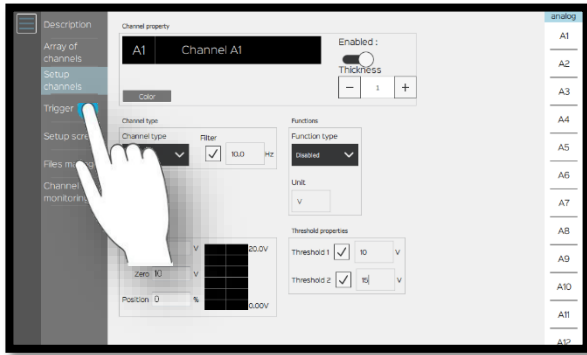 Description
Array of
channels
Setup
channels
Trigger
Setup scre
Files manag
Channel
monitoring
Channel property
A1 Channel A1
Enabled :
Thickness
- 1 +
Color
Channel type
Channel type
Filter
10.0 Hz
Functions
Function type
Disabled
Unit
V
V
20.0V
Zero 10 V
Position 0 %
0.00V
Threshold properties
Threshold 1 10 V
Threshold 2 15 V
analog
A1
A2
A3
A4
A5
A6
A7
A8
A9
A10
A11
A12